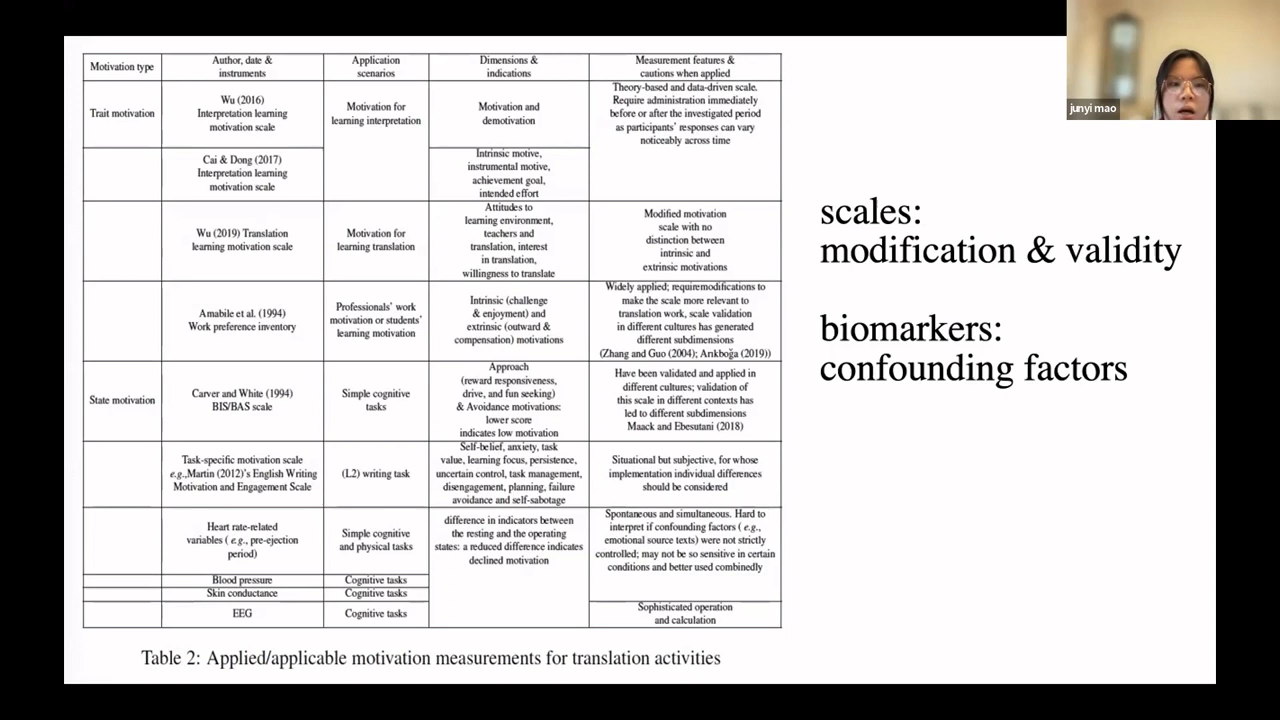 Motivation type
Author, date &
instruments
Application
scenarios
Dimensions &
indications
Measurement features &
cautions when applied
Trait motivation
Wu (2016)
Interpretation learning
motivation scale
Motivation for
learning interpretation
Motivation and
demotivation
Theory-based and data-driven scale.
Require administration immediately
before or after the investigated period
as participants' responses can vary
noticeably across time
Cai & Dong (2017)
Interpretation learning
motivation scale
Intrinsic motive,
instrumental motive,
achievement goal,
intended effort
Wu (2019) Translation
learning motivation scale
Motivation for
learning translation
Attitudes to
learning environment,
teachers and
translation, interest
in translation,
willingness to translate
Modified motivation
scale with no
distinction between
intrinsic and
extrinsic motivations
Amabile et al. (1994)
Work preference inventory
Professionals' work
motivation or students'
learning motivation
Intrinsic (challenge
& enjoyment) and
extrinsic (outward &
compensation) motivations
Widely applied; requiremodifications to
make the scale more relevant to
translation work, scale validation
in different cultures has generated
different subdimensions
(Zhang and Guo (2004); Arıkboğa (2019))
State motivation
Carver and White (1994)
BIS/BAS scale
Simple cognitive
tasks
Approach
(reward responsiveness,
drive, and fun seeking)
& Avoidance motivations:
lower score
indicates low motivation
Have been validated and applied in
different cultures; validation of
this scale in different contexts has
led to different subdimensions
Maack and Ebesutani (2018)
Task-specific motivation scale
e.g.,Martin (2012)'s English Writing
Motivation and Engagement Scale
(L2) writing task
Self-belief, anxiety, task
value, learning focus, persistence,
uncertain control, task management,
disengagement, planning, failure
avoidance and self-sabotage
Situational but subjective, for whose
implementation individual differences
should be considered
Heart rate-related
variables ( e.g., pre-ejection
period)
Simple cognitive
and physical tasks
difference in indicators between
the resting and the operating
states: a reduced difference indicates
declined motivation
Spontaneous and simultaneous. Hard to
interpret if confounding factors ( e.g.,
emotional source texts) were not strictly
controlled; may not be so sensitive in certain
conditions and better used combinedly
Blood pressure
Cognitive tasks
Skin conductance
Cognitive tasks
EEG
Cognitive tasks
Sophisticated operation
and calculation
Table 2: Applied/applicable motivation measurements for translation activities
scales:
modification & validity
biomarkers:
confounding factors
junyi mao